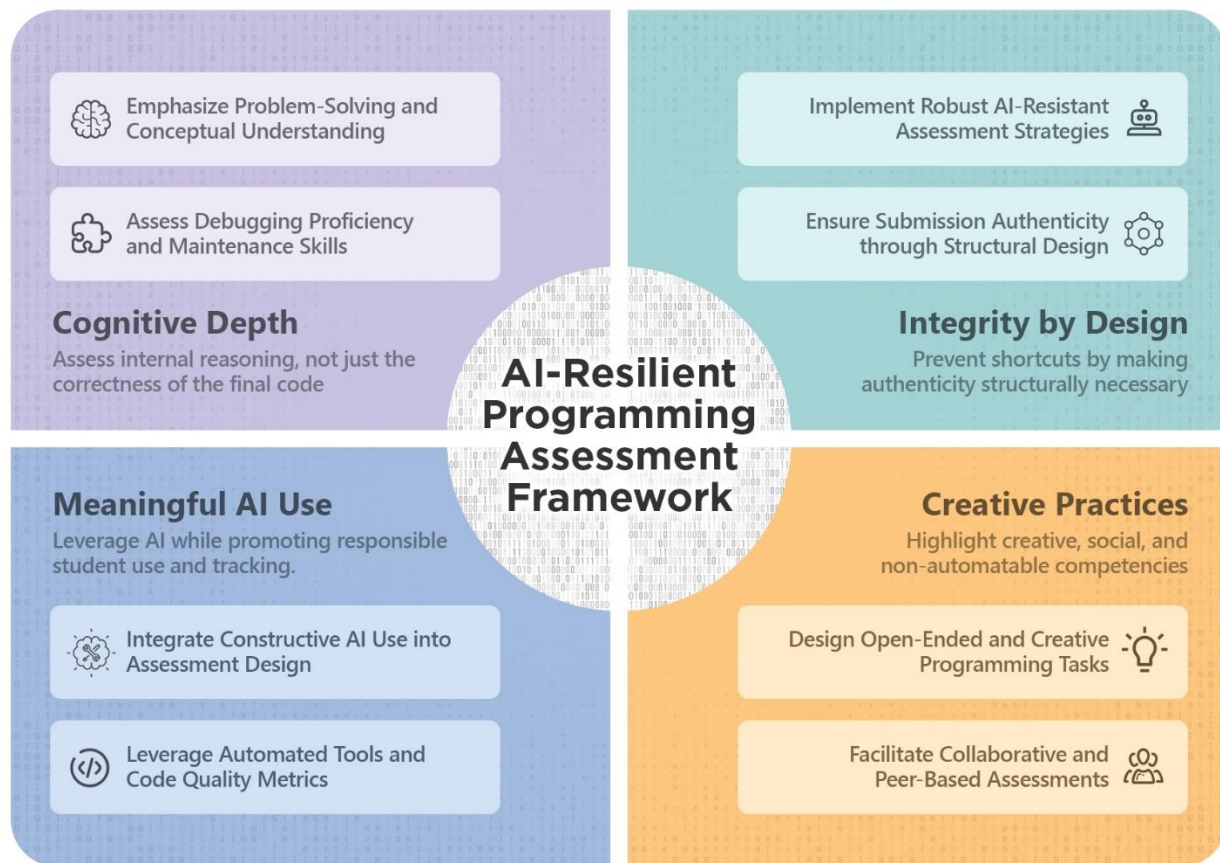 Emphasize Problem-Solving and
Conceptual Understanding
Assess Debugging Proficiency
and Maintenance Skills
Cognitive Depth
Assess internal reasoning, not just the
correctness of the final code
Implement Robust AI-Resistant
Assessment Strategies
Ensure Submission Authenticity
through Structural Design
Integrity by Design
Prevent shortcuts by making
authenticity structurally necessary
AI-Resilient
Programming
Assessment
Framework
Meaningful AI Use
Leverage AI while promoting responsible
student use and tracking.
Integrate Constructive AI Use into
Assessment Design
Leverage Automated Tools and
Code Quality Metrics
Creative Practices
Highlight creative, social, and
non-automatable competencies
Design Open-Ended and Creative
Programming Tasks
Facilitate Collaborative and
Peer-Based Assessments